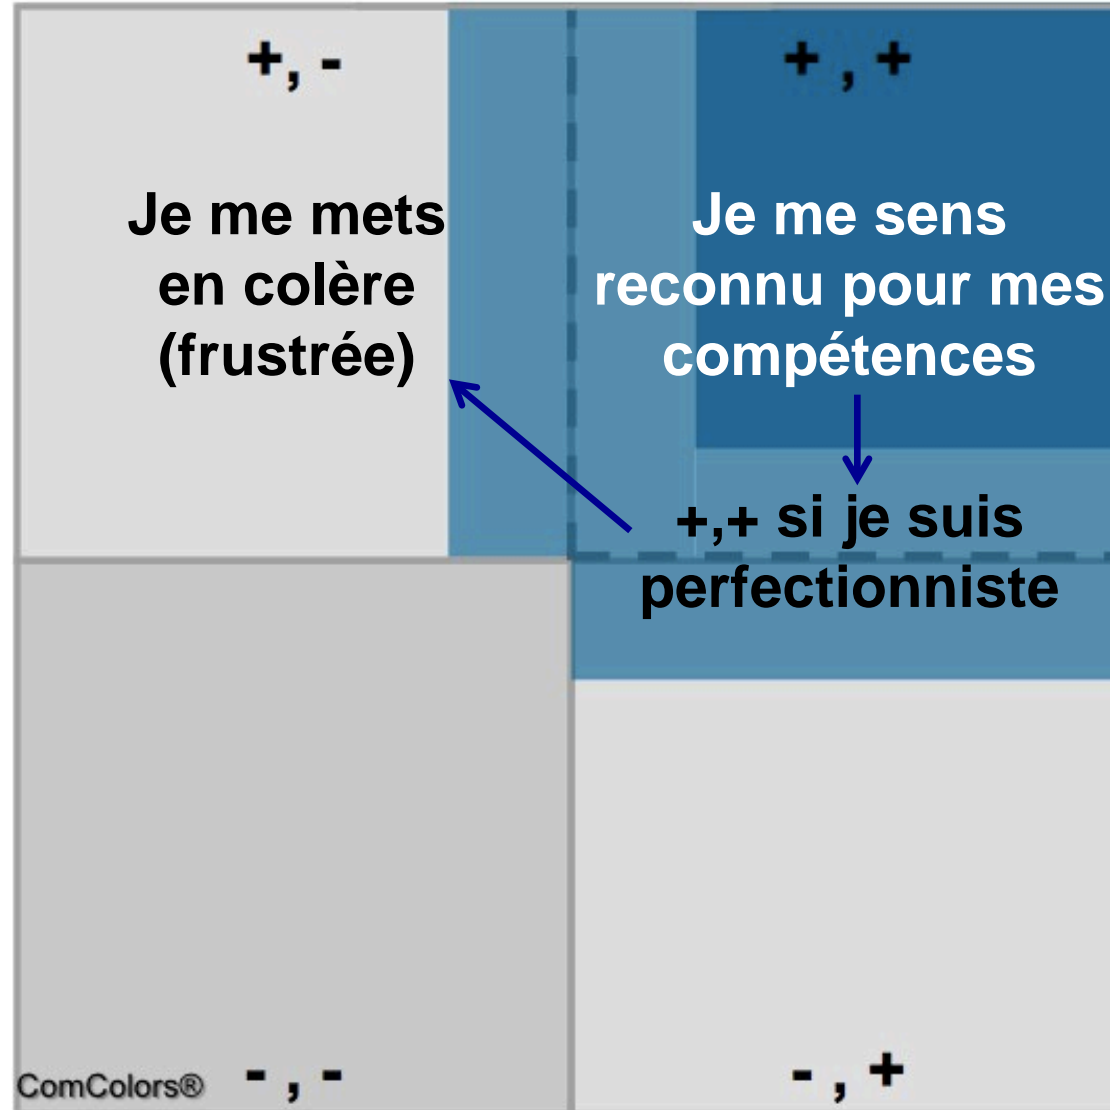 +, -
+ , +
Je me mets
en colère
(frustrée)
Je me sens
reconnu pour mes
compétences
+,+ si je suis
perfectionniste
ComColors®
- , -
- , +